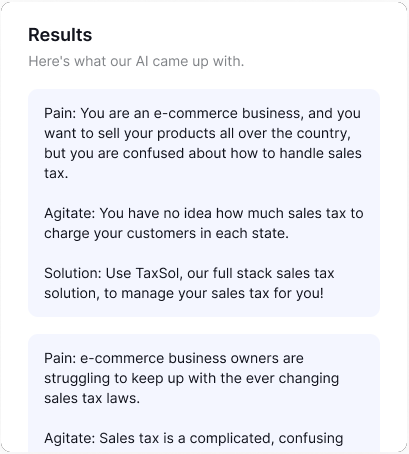 Results
Here's what our AI came up with.
Pain: You are an e-commerce business, and you
want to sell your products all over the country,
but you are confused about how to handle sales
tax.
Agitate: You have no idea how much sales tax to
charge your customers in each state.
Solution: Use TaxSol, our full stack sales tax
solution, to manage your sales tax for you!
Pain: e-commerce business owners are
struggling to keep up with the ever changing
sales tax laws.
Agitate: Sales tax is a complicated, confusing